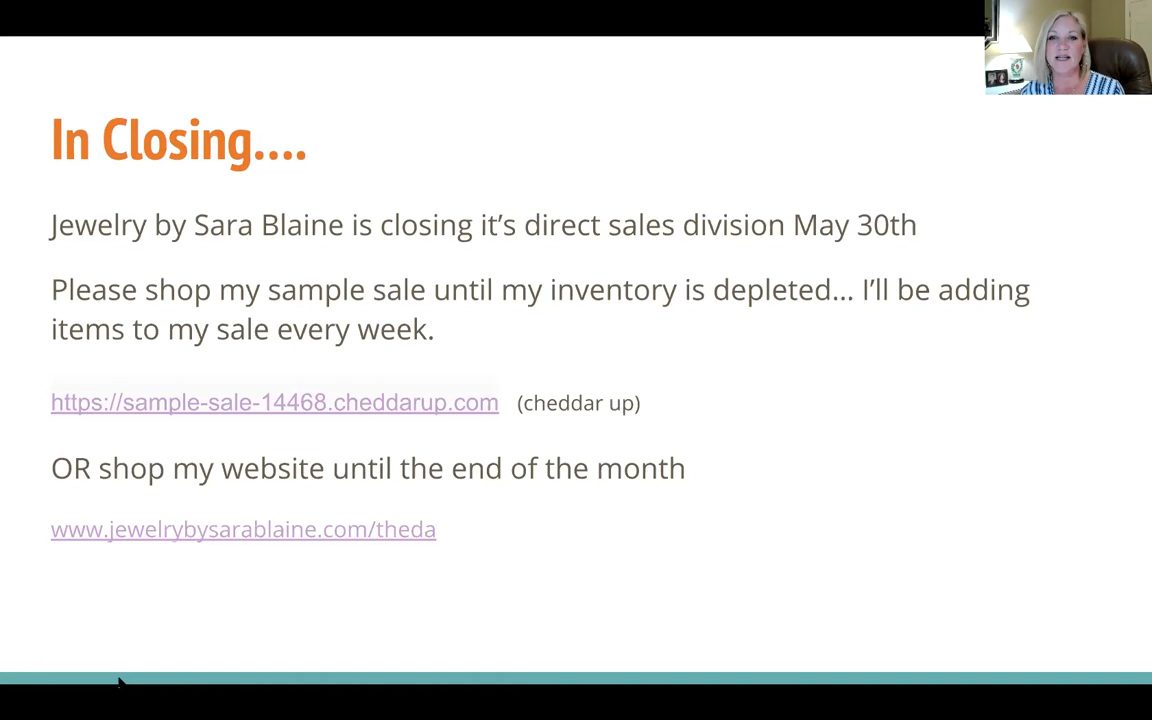 In Closing....
Jewelry by Sara Blaine is closing it's direct sales division May 30th
Please shop my sample sale until my inventory is depleted... I'll be adding
items to my sale every week.
https://sample-sale-14468.cheddarup.com (cheddar up)
OR shop my website until the end of the month
www.jewelrybysarablaine.com/theda